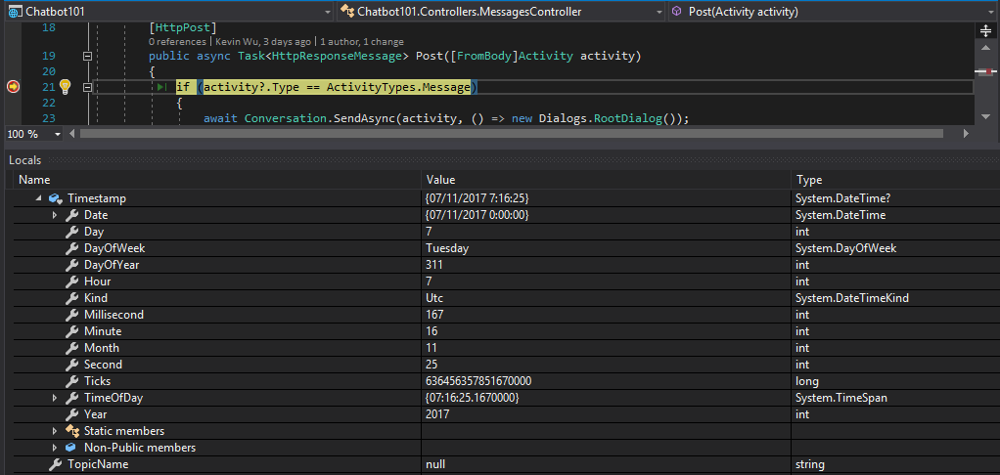 Chatbot101 Chatbot101.Controllers.MessagesController Post(Activity activity)
18 [HttpPost]
0 references | Kevin Wu, 3 days ago | 1 author, 1 change
19 public async Task<HttpResponseMessage> Post([FromBody]Activity activity)
20 {
21 if (activity?.Type == ActivityTypes.Message)
22 {
23 await Conversation.SendAsync(activity, () => new Dialogs.RootDialog());
100 %
Locals
Name Value Type
Timestamp {07/11/2017 7:16:25} System.DateTime?
Date {07/11/2017 0:00:00} System.DateTime
Day 7 int
DayOfWeek Tuesday System.DayOfWeek
DayOfYear 311 int
Hour 7 int
Kind Utc System.DateTimeKind
Millisecond 167 int
Minute 16 int
Month 11 int
Second 25 int
Ticks 636456357851670000 long
TimeOfDay {07:16:25.1670000} System.TimeSpan
Year 2017 int
Static members
Non-Public members
TopicName null string